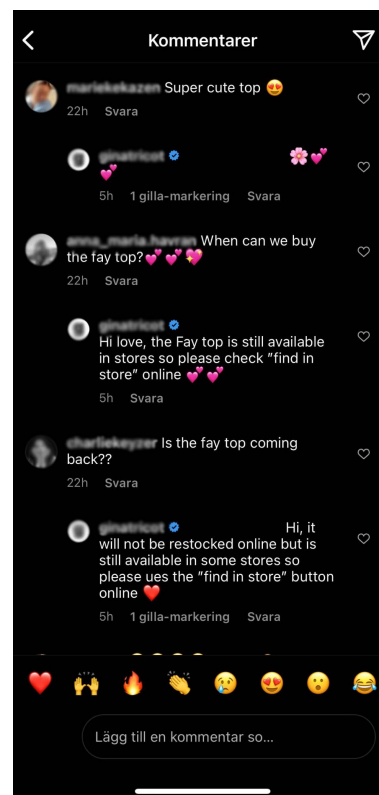 Kommentarer
Super cute top 😍
22h Svara
🌸💕
💕
5h 1 gilla-markering Svara
When can we buy
the fay top?💕💕💖
22h Svara
Hi love, the Fay top is still available
in stores so please check "find in
store" online 💕💕
5h Svara
Is the fay top coming
back??
22h Svara
Hi, it
will not be restocked online but is
still available in some stores so
please ues the "find in store" button
online ❤️
5h 1 gilla-markering Svara
❤️ 🙌 🔥 👏 😢 😍 😮 😂
Lägg till en kommentar so...